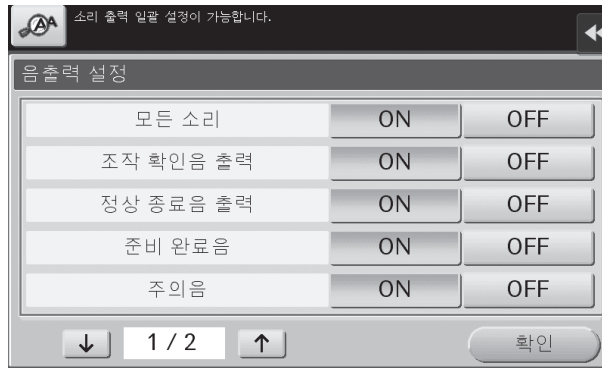 소리 출력 일괄 설정이 가능합니다.
음출력 설정
모든 소리 ON OFF
조작 확인음 출력 ON OFF
정상 종료음 출력 ON OFF
준비 완료음 ON OFF
주의음 ON OFF
↓ 1 / 2 ↑ 확인